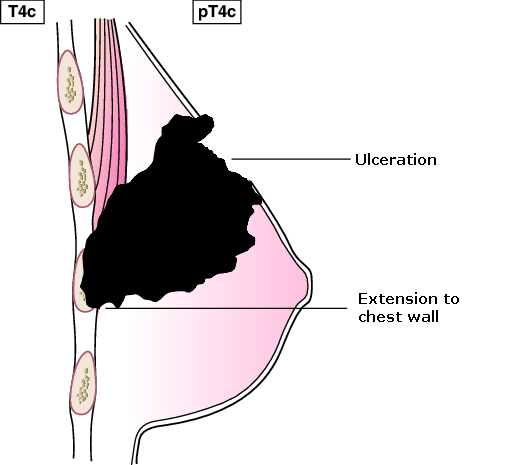 T4c
pT4c
Ulceration
Extension to
chest wall